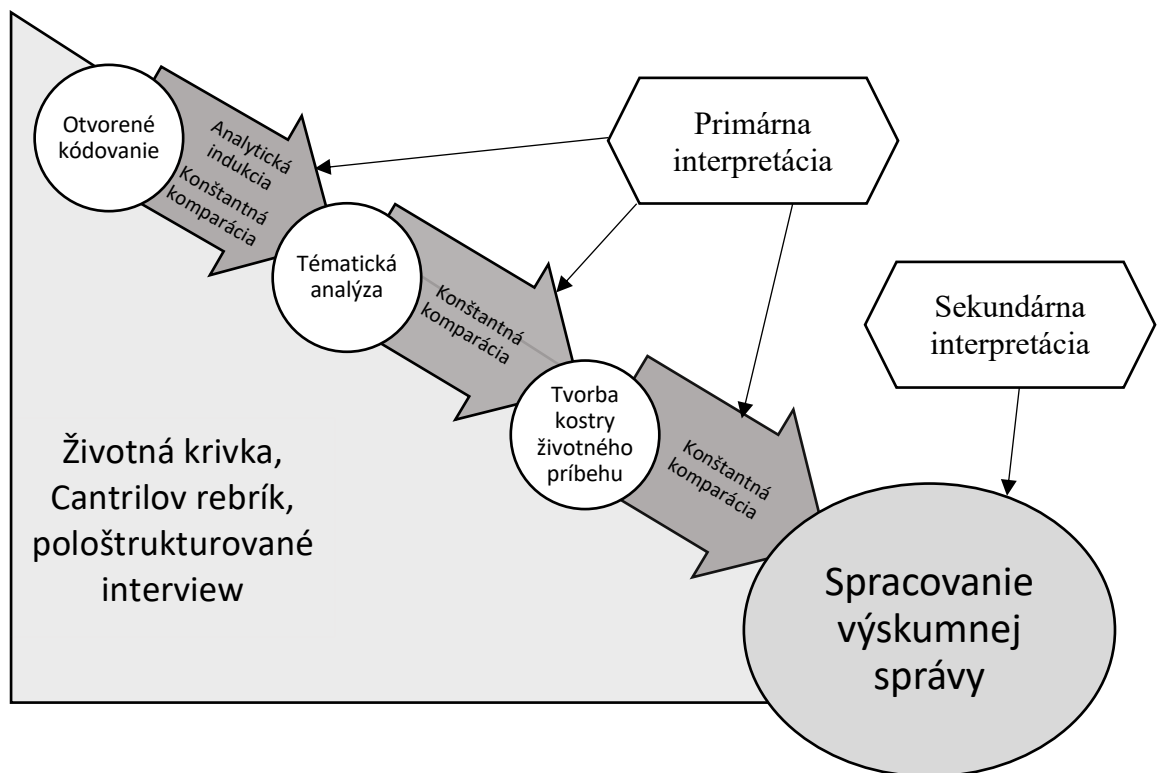 Otvorené
kódovanie
Analytická
indukcia
Konštantná
komparácia
Primárna
interpretácia
Tématická
analýza
Konštantná
komparácia
Sekundárna
interpretácia
Tvorba
kostry
životného
príbehu
Konštantná
komparácia
Životná krivka,
Cantrilov rebrík,
pološtrukturované
interview
Spracovanie
výskumnej
správy